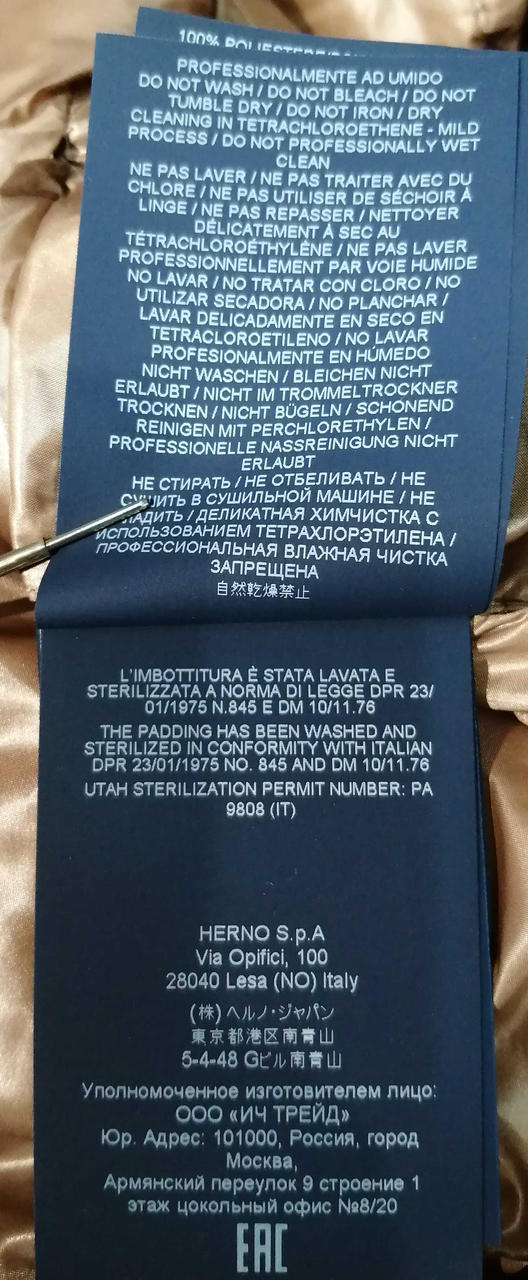 PROFESSIONALMENTE AD UMIDO
DO NOT WASH / DO NOT BLEACH / DO NOT
TUMBLE DRY / DO NOT IRON / DRY
CLEANING IN TETRACHLOROETHENE - MILD
PROCESS / DO NOT PROFESSIONALLY WET
CLEAN
NE PAS LAVER / NE PAS TRAITER AVEC DU
CHLORE / NE PAS UTILISER DE SÉCHOIR À
LINGE / NE PAS REPASSER / NETTOYER
DÉLICATEMENT À SEC AU
TÉTRACHLOROÉTHYLÈNE / NE PAS LAVER
PROFESSIONNELLEMENT PAR VOIE HUMIDE
NO LAVAR / NO TRATAR CON CLORO / NO
UTILIZAR SECADORA / NO PLANCHAR /
LAVAR DELICADAMENTE EN SECO EN
TETRACLOROETILENO / NO LAVAR
PROFESIONALMENTE EN HÚMEDO
NICHT WASCHEN / BLEICHEN NICHT
ERLAUBT / NICHT IM TROMMELTROCKNER
TROCKNEN / NICHT BÜGELN / SCHONEND
REINIGEN MIT PERCHLORETHYLEN /
PROFESSIONELLE NASSREINIGUNG NICHT
ERLAUBT
НЕ СТИРАТЬ / НЕ ОТБЕЛИВАТЬ / НЕ
СУШИТЬ В СУШИЛЬНОЙ МАШИНЕ / НЕ
ГЛАДИТЬ / ДЕЛИКАТНАЯ ХИМЧИСТКА С
ИСПОЛЬЗОВАНИЕМ ТЕТРАХЛОРЭТИЛЕНА /
ПРОФЕССИОНАЛЬНАЯ ВЛАЖНАЯ ЧИСТКА
ЗАПРЕЩЕНА
自然乾燥禁止
L'IMBOTTITURA È STATA LAVATA E
STERILIZZATA A NORMA DI LEGGE DPR 23/
01/1975 N.845 E DM 10/11.76
THE PADDING HAS BEEN WASHED AND
STERILIZED IN CONFORMITY WITH ITALIAN
DPR 23/01/1975 NO. 845 AND DM 10/11.76
UTAH STERILIZATION PERMIT NUMBER: PA
9808 (IT)
HERNO S.p.A
Via Opifici, 100
28040 Lesa (NO) Italy
(株) ヘルノ・ジャパン
東京都港区南青山
5-4-48 Gビル南青山
Уполномоченное изготовителем лицо:
ООО «ИЧ ТРЕЙД»
Юр. Адрес: 101000, Россия, город
Москва,
Армянский переулок 9 строение 1
этаж цокольный офис №8/20
EAC